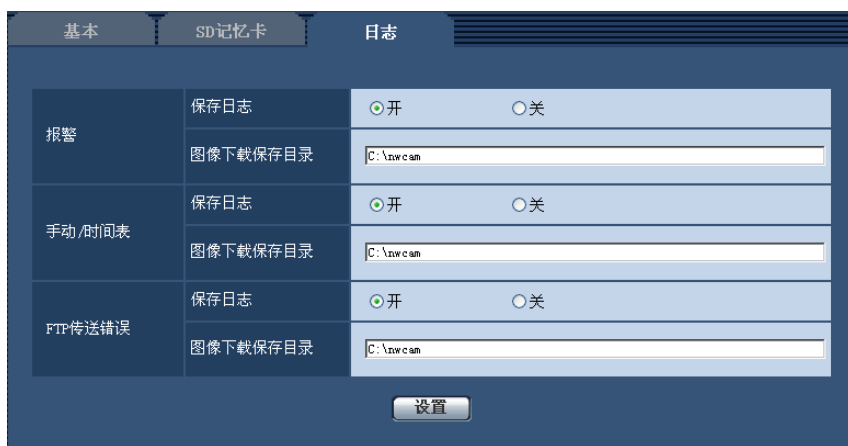 基本 SD记忆卡 日志
报警
保存日志 开 关
图像下载保存目录 C:\nwcam
手动/时间表
保存日志 开 关
图像下载保存目录 C:\nwcam
FTP传送错误
保存日志 开 关
图像下载保存目录 C:\nwcam
设置